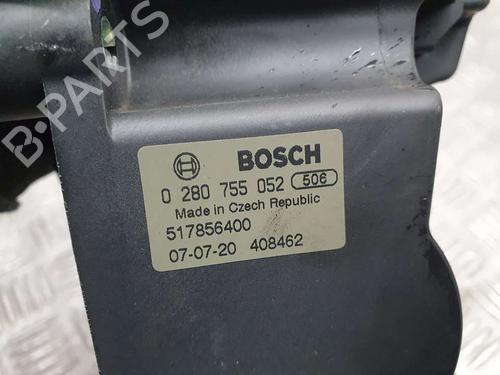 B-PARTS
BOSCH
0 280 755 052 506
Made in Czech Republic
517856400
07-07-20 408462